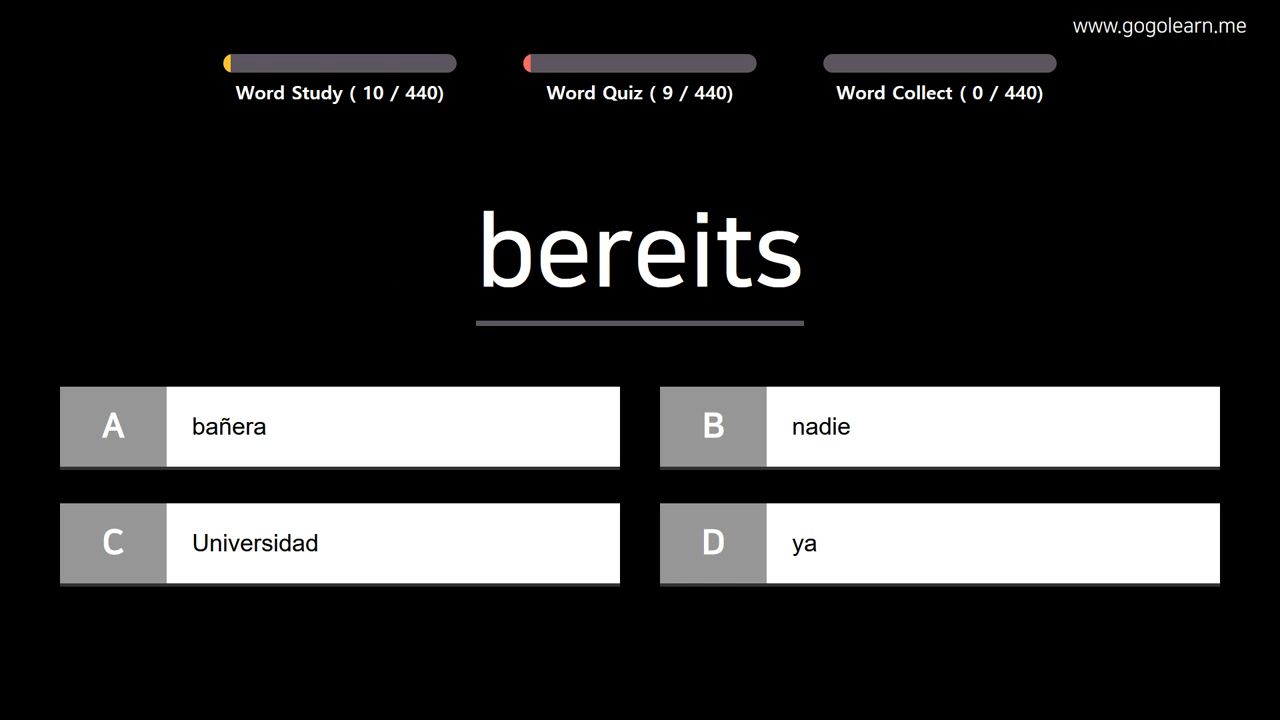 www.gogolearn.me
Word Study ( 10 / 440)
Word Quiz ( 9 / 440)
Word Collect ( 0 / 440)
bereits
A bañera
B nadie
C Universidad
D ya